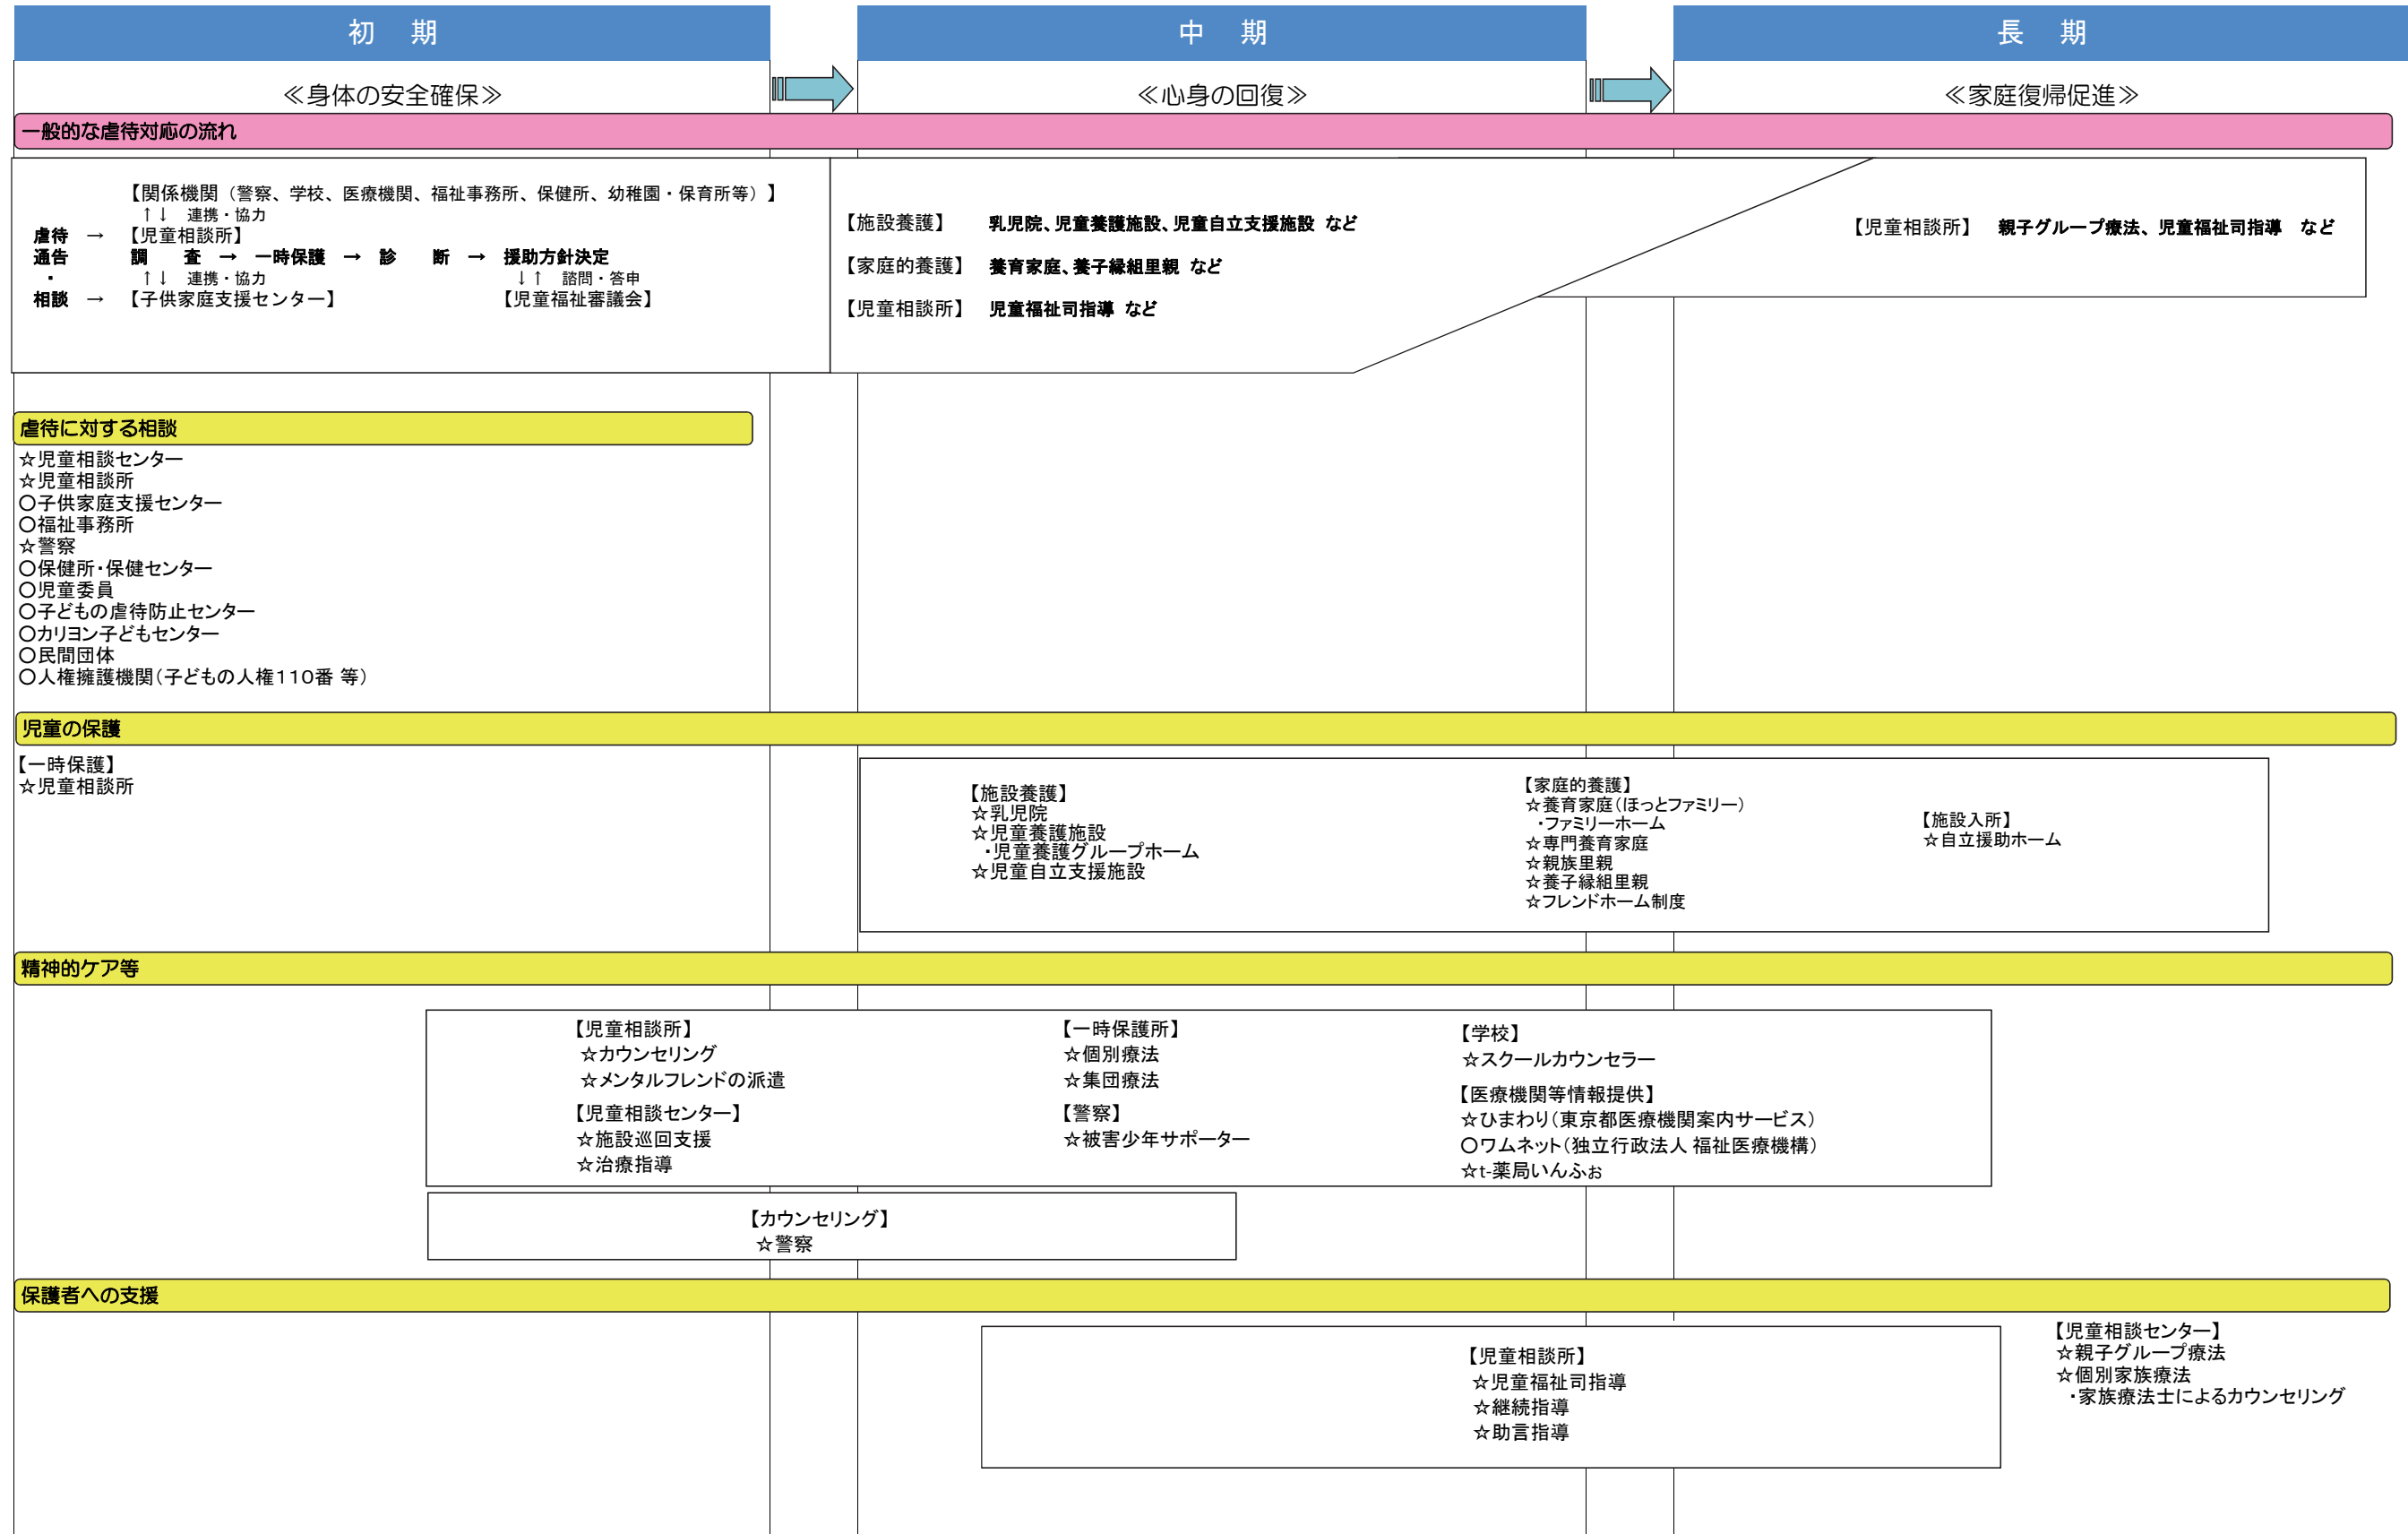 初　期
中　期
長　期
≪身体の安全確保≫
≪心身の回復≫
≪家庭復帰促進≫
一般的な虐待対応の流れ
【関係機関（警察、学校、医療機関、福祉事務所、保健所、幼稚園・保育所等）】
↑↓　連携・協力
虐待　→　【児童相談所】
通告　　　調　査　→　一時保護　→　診　断　→　援助方針決定
・　　　↑↓　連携・協力　　　↓↑　諮問・答申
相談　→　【子供家庭支援センター】　　　【児童福祉審議会】
【施設養護】　乳児院、児童養護施設、児童自立支援施設 など
【家庭的養護】　養育家庭、養子縁組里親 など
【児童相談所】　児童福祉司指導 など
【児童相談所】　親子グループ療法、児童福祉司指導　など
虐待に対する相談
☆児童相談センター
☆児童相談所
○子供家庭支援センター
○福祉事務所
☆警察
○保健所・保健センター
○児童委員
○子どもの虐待防止センター
○カリヨン子どもセンター
○民間団体
○人権擁護機関（子どもの人権１１０番 等）
児童の保護
【一時保護】
☆児童相談所
【施設養護】
☆乳児院
☆児童養護施設
・児童養護グループホーム
☆児童自立支援施設
【家庭的養護】
☆養育家庭（ほっとファミリー）
・ファミリーホーム
☆専門養育家庭
☆親族里親
☆養子縁組里親
☆フレンドホーム制度
【施設入所】
☆自立援助ホーム
精神的ケア等
【児童相談所】
☆カウンセリング
☆メンタルフレンドの派遣
【児童相談センター】
☆施設巡回支援
☆治療指導
【一時保護所】
☆個別療法
☆集団療法
【警察】
☆被害少年サポーター
【学校】
☆スクールカウンセラー
【医療機関等情報提供】
☆ひまわり（東京都医療機関案内サービス）
○ワムネット（独立行政法人 福祉医療機構）
☆t-薬局いんふぉ
【カウンセリング】
☆警察
保護者への支援
【児童相談所】
☆児童福祉司指導
☆継続指導
☆助言指導
【児童相談センター】
☆親子グループ療法
☆個別家族療法
・家族療法士によるカウンセリング